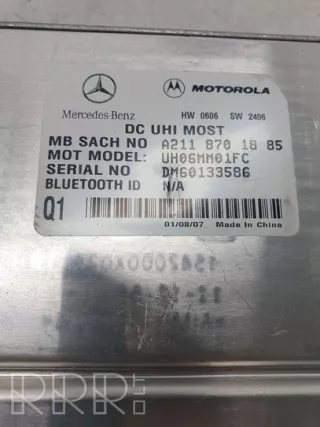 MOTOROLA
Mercedes-Benz
HW 0606 SW 2406
DC UHI MOST
MB SACH NO A211 870 18 85
MOT MODEL: UH06MM01FC
SERIAL NO DM60133586
BLUETOOTH ID N/A
Q1
01/08/07 Made in China
RRR